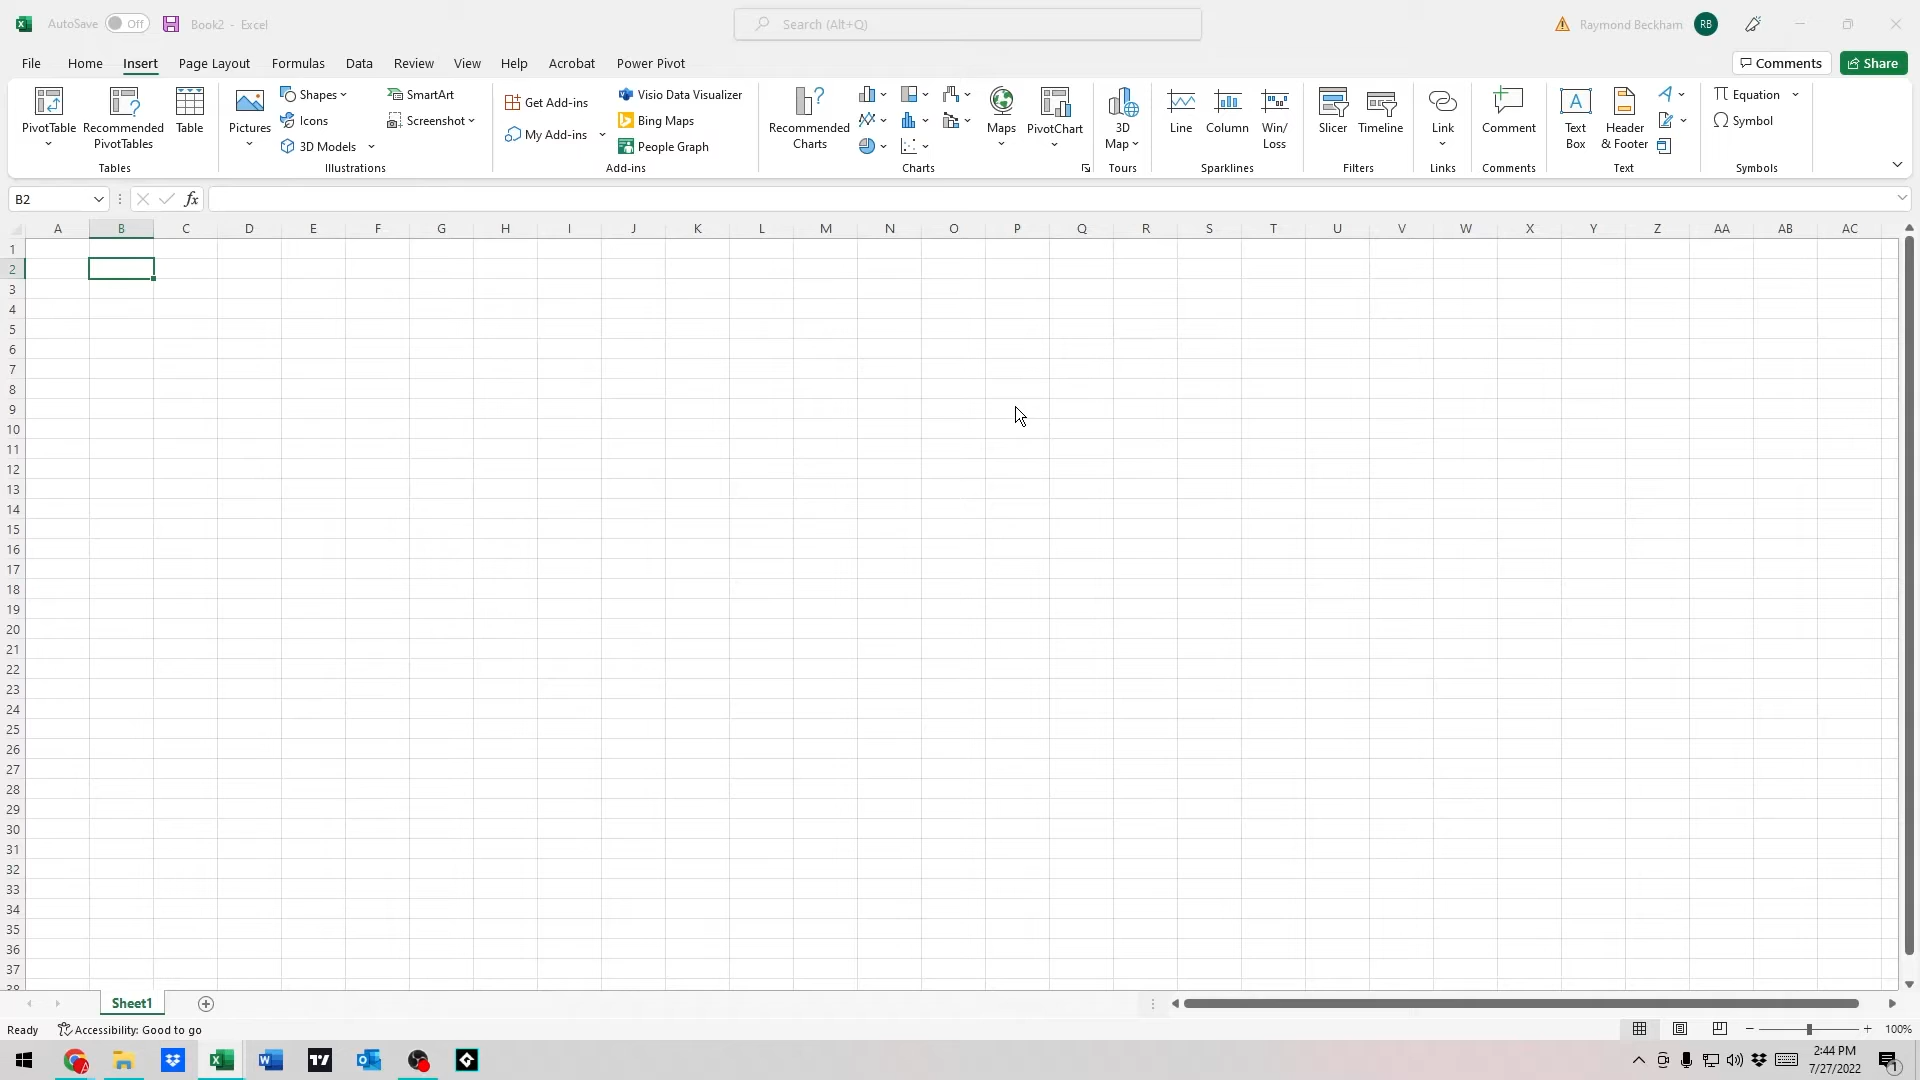 AutoSave Off Book2 - Excel Search (Alt+Q) Raymond Beckham RB
File Home Insert Page Layout Formulas Data Review View Help Acrobat Power Pivot Comments Share
PivotTable
Recommended PivotTables
Table
Tables
Pictures
Shapes
Icons
3D Models
SmartArt
Screenshot
Illustrations
Get Add-ins
My Add-ins
Visio Data Visualizer
Bing Maps
People Graph
Add-ins
Recommended Charts
Maps
PivotChart
Charts
3D Map
Tours
Line
Column
Win/ Loss
Sparklines
Slicer
Timeline
Filters
Link
Links
Comment
Comments
Text Box
Header & Footer
Text
Equation
Symbol
Symbols
B2 fx
A B C D E F G H I J K L M N O P Q R S T U V W X Y Z AA AB AC
1
2
3
4
5
6
7
8
9
10
11
12
13
14
15
16
17
18
19
20
21
22
23
24
25
26
27
28
29
30
31
32
33
34
35
36
37
38
Sheet1
Ready Accessibility: Good to go 100%
2:44 PM
7/27/2022
1